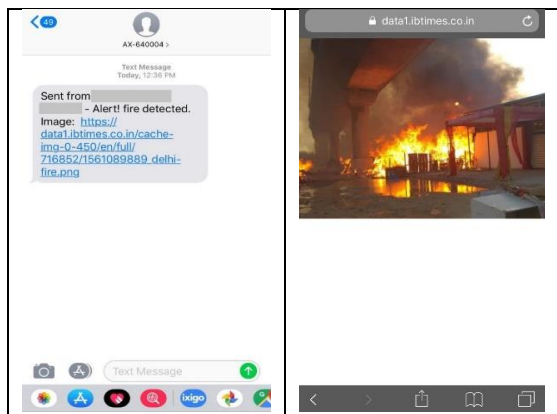 49
AX-640004 >
Text Message
Today, 12:36 PM
Sent from
- Alert! fire detected.
Image: https://
data1.ibtimes.co.in/cache-
img-0-450/en/full/
716852/1561089889_delhi-
fire.png
Text Message
ixigo
data1.ibtimes.co.in